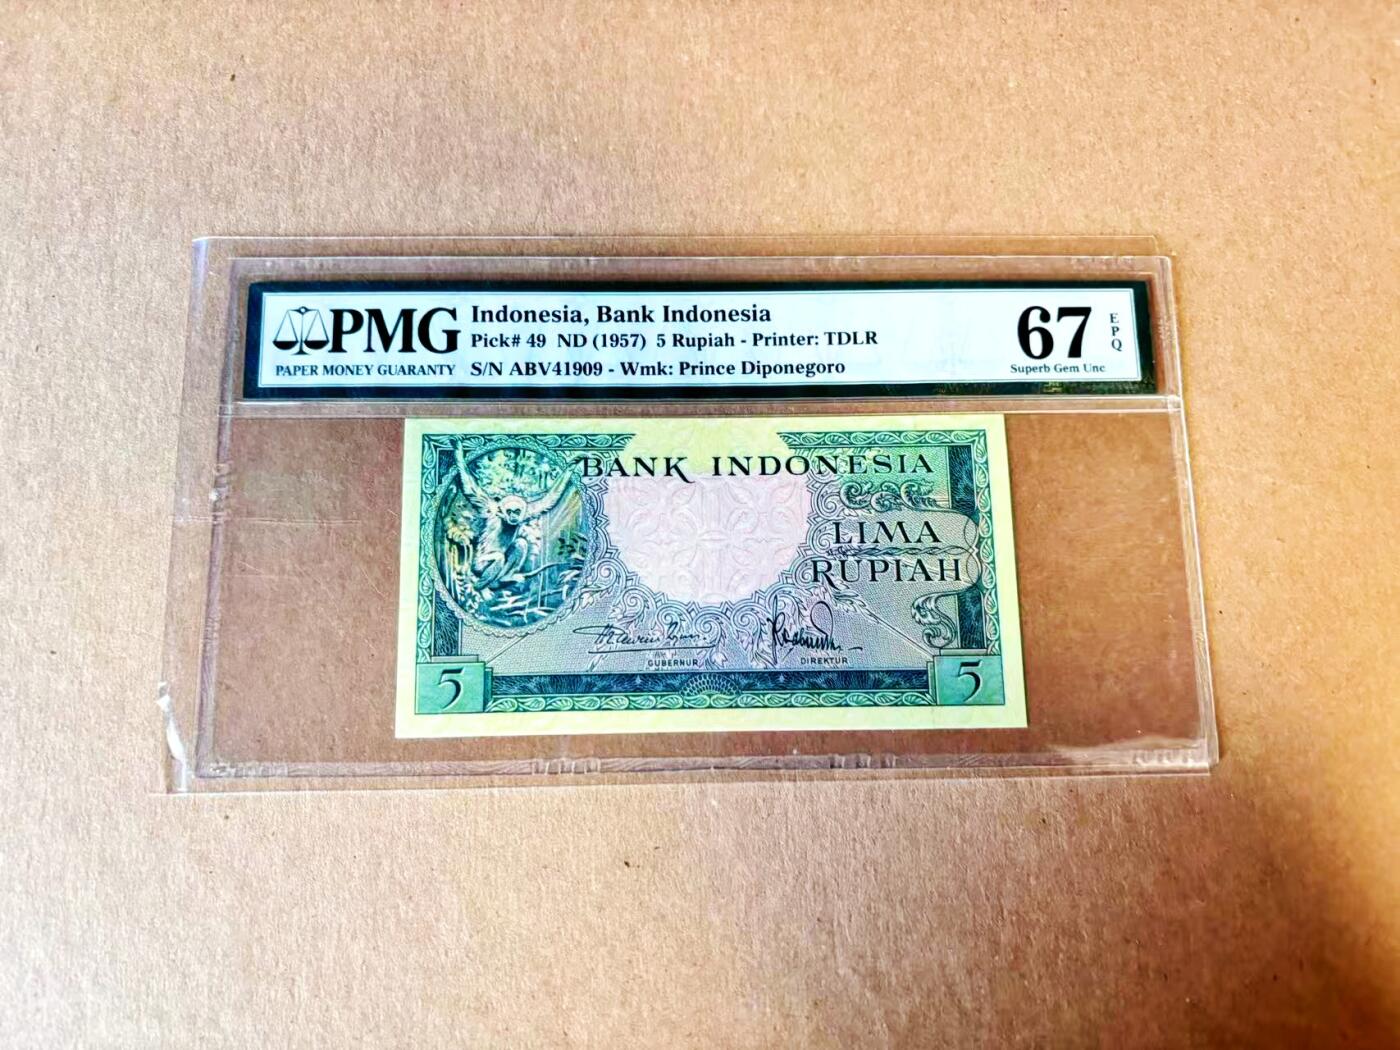 PMG
PAPER MONEY GUARANTY
Indonesia, Bank Indonesia
Pick# 49 ND (1957) 5 Rupiah - Printer: TDLR
S/N ABV41909 - Wmk: Prince Diponegoro
67
EPQ
Superb Gem Unc
BANK INDONESIA
LIMA
RUPIAH
GUBERNUR
DIREKTUR
5
5